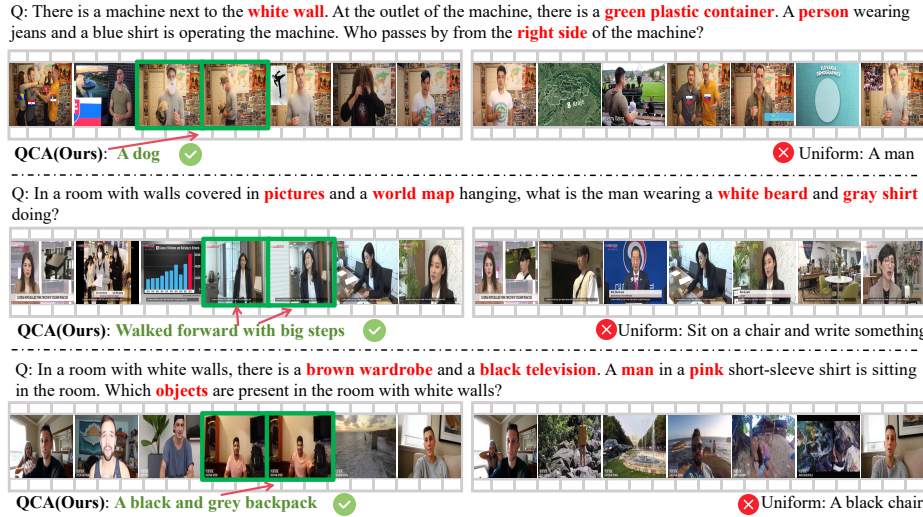 Q: There is a machine next to the white wall. At the outlet of the machine, there is a green plastic container. A person wearing
jeans and a blue shirt is operating the machine. Who passes by from the right side of the machine?
QCA(Ours): A dog
Uniform: A man
Q: In a room with walls covered in pictures and a world map hanging, what is the man wearing a white beard and gray shirt
doing?
QCA(Ours): Walked forward with big steps
Uniform: Sit on a chair and write something
Q: In a room with white walls, there is a brown wardrobe and a black television. A man in a pink short-sleeve shirt is sitting
in the room. Which objects are present in the room with white walls?
QCA(Ours): A black and grey backpack
Uniform: A black chair